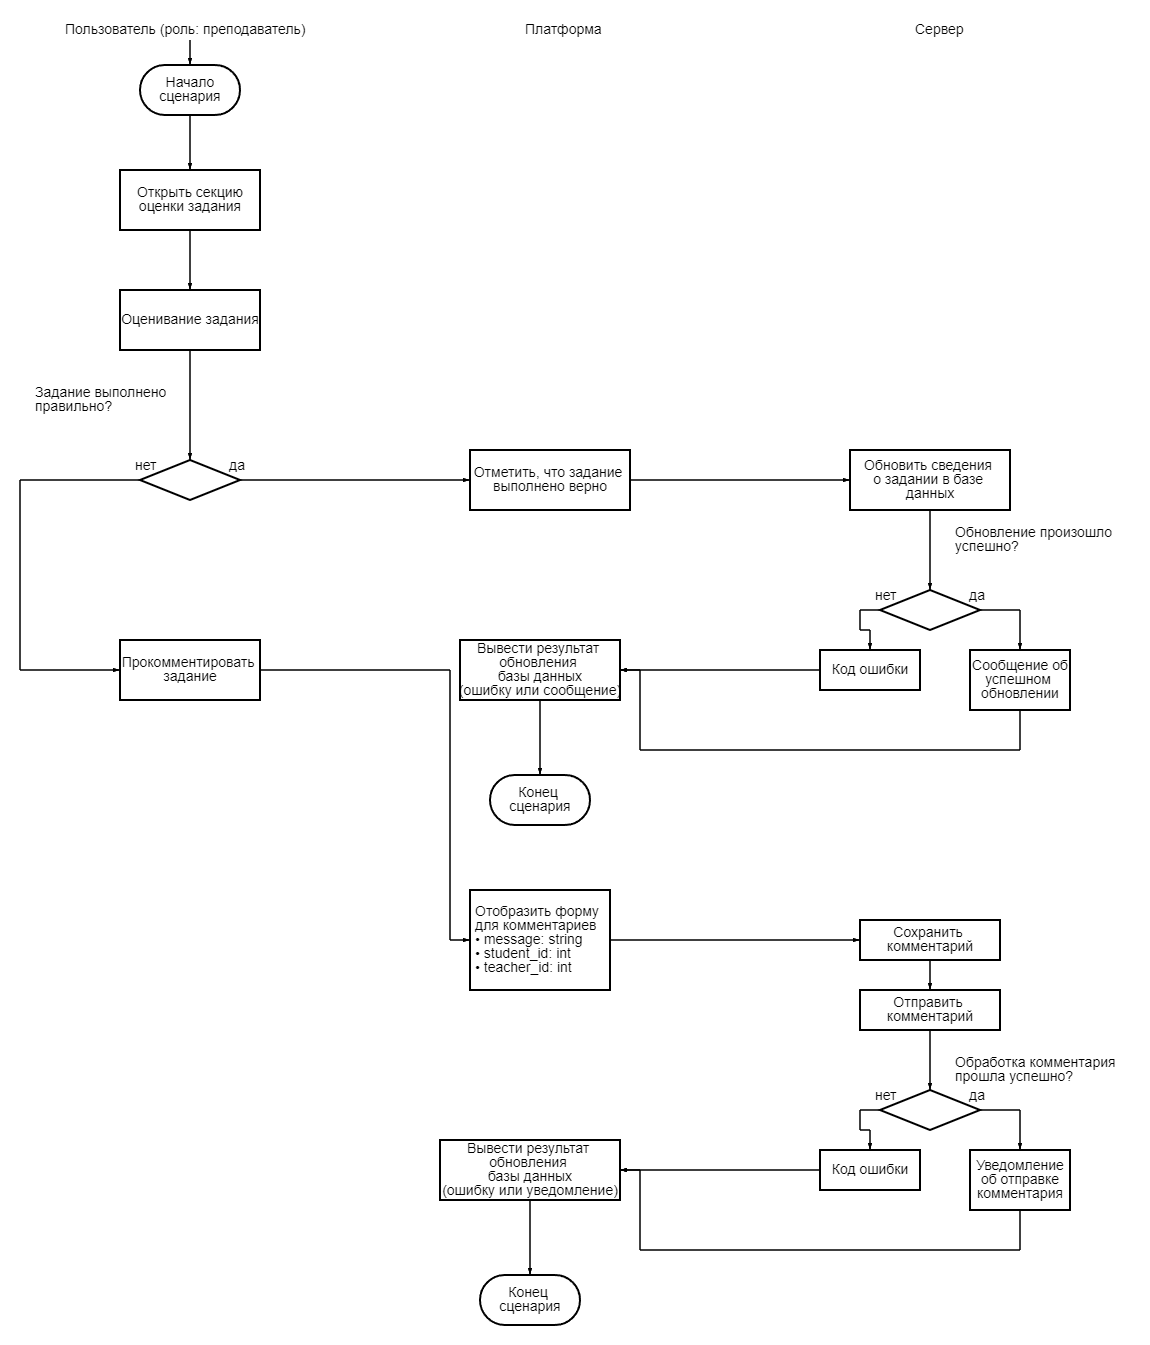 Пользователь (роль: преподаватель)
Платформа
Сервер
Начало
сценария
Открыть секцию
оценки задания
Оценивание задания
Задание выполнено
правильно?
нет
да
Отметить, что задание
выполнено верно
Обновить сведения
о задании в базе
данных
Обновление произошло
успешно?
нет
да
Прокомментировать
задание
Вывести результат
обновления
базы данных
(ошибку или сообщение)
Код ошибки
Сообщение об
успешном
обновлении
Конец
сценария
Отобразить форму
для комментариев
• message: string
• student_id: int
• teacher_id: int
Сохранить
комментарий
Отправить
комментарий
Обработка комментария
прошла успешно?
нет
да
Вывести результат
обновления
базы данных
(ошибку или уведомление)
Код ошибки
Уведомление
об отправке
комментария
Конец
сценария